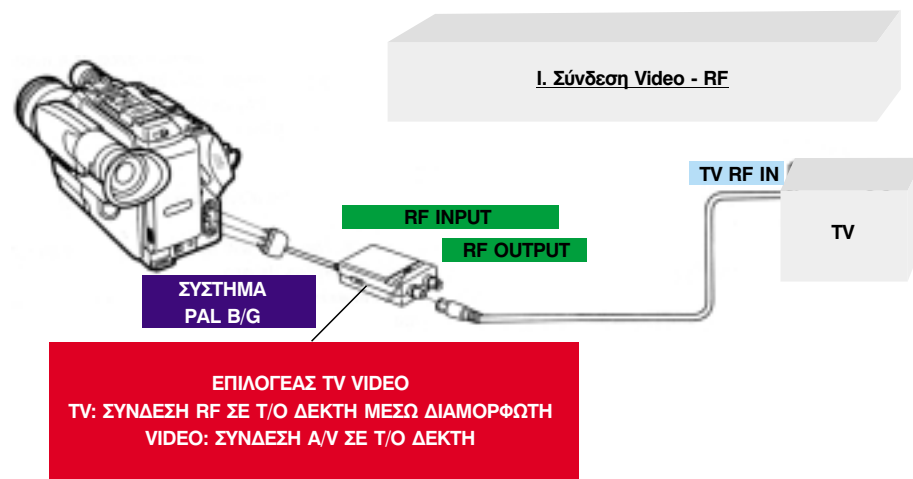 I. Σύνδεση Video - RF
TV RF IN
TV
RF INPUT
RF OUTPUT
ΣΥΣΤΗΜΑ
PAL B/G
ΕΠΙΛΟΓΕΑΣ TV VIDEO
TV: ΣΥΝΔΕΣΗ RF ΣΕ Τ/Ο ΔΕΚΤΗ ΜΕΣΩ ΔΙΑΜΟΡΦΩΤΗ
VIDEO: ΣΥΝΔΕΣΗ A/V ΣΕ Τ/Ο ΔΕΚΤΗ